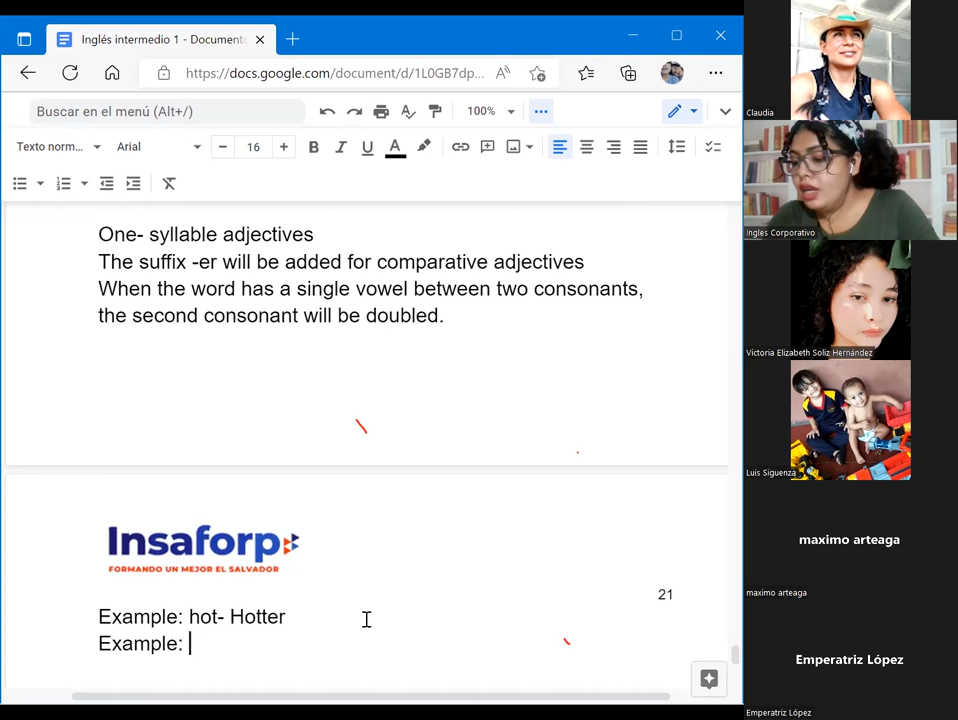 Inglés intermedio 1 - Documento
https://docs.google.com/document/d/1L0GB7dp...
Buscar en el menú (Alt+/)
100%
Texto norm...
Arial
16
One- syllable adjectives
The suffix -er will be added for comparative adjectives
When the word has a single vowel between two consonants,
the second consonant will be doubled.
Insaforp
FORMANDO UN MEJOR EL SALVADOR
21
Example: hot- Hotter
Example:
Claudia
Ingles Corporativo
Victoria Elizabeth Soliz Hernández
Luis Siguenza
maximo arteaga
maximo arteaga
Emperatriz López
Emperatriz López